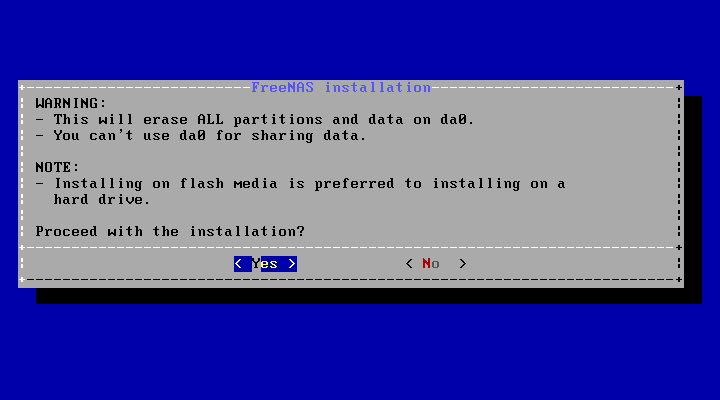 FreeNAS installation
WARNING:
- This will erase ALL partitions and data on da0.
- You can't use da0 for sharing data.
NOTE:
- Installing on flash media is preferred to installing on a
hard drive.
Proceed with the installation?
< Yes > < No >